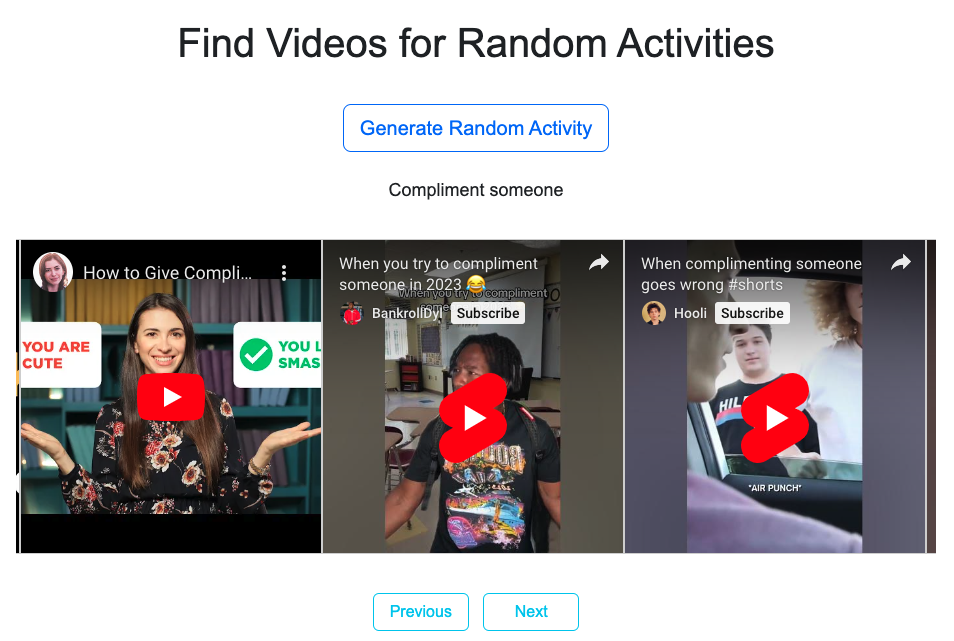 Find Videos for Random Activities
Generate Random Activity
Compliment someone
How to Give Compli...
YOU ARE
CUTE
YOU L
SMAS
When you try to compliment
someone in 2023 😂
When you try to compliment
BankrollDyl
Subscribe
When complimenting someone
goes wrong #shorts
Hooli
Subscribe
HIL
*AIR PUNCH*
Previous
Next